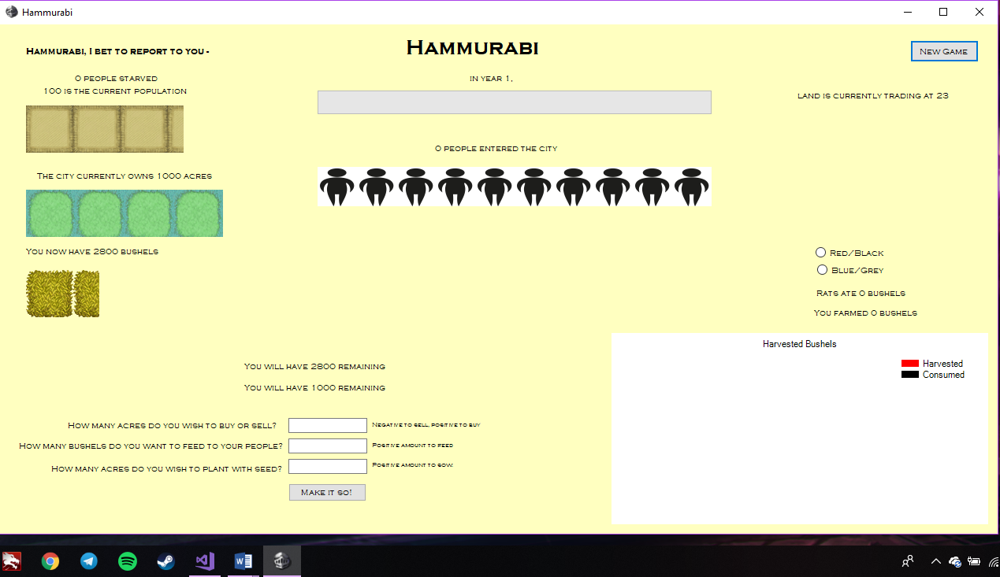 Hammurabi
Hammurabi
Hammurabi, I bet to report to you -
New Game
0 people starved
100 is the current population
in year 1,
land is currently trading at 23
0 people entered the city
The city currently owns 1000 acres
You now have 2800 bushels
Red/Black
Blue/Grey
Rats ate 0 bushels
You farmed 0 bushels
Harvested Bushels
Harvested
Consumed
You will have 2800 remaining
You will have 1000 remaining
How many acres do you wish to buy or sell?
Negative to sell, positive to buy
How many bushels do you want to feed to your people?
Positive amount to feed
How many acres do you wish to plant with seed?
Positive amount to sow.
Make it so!